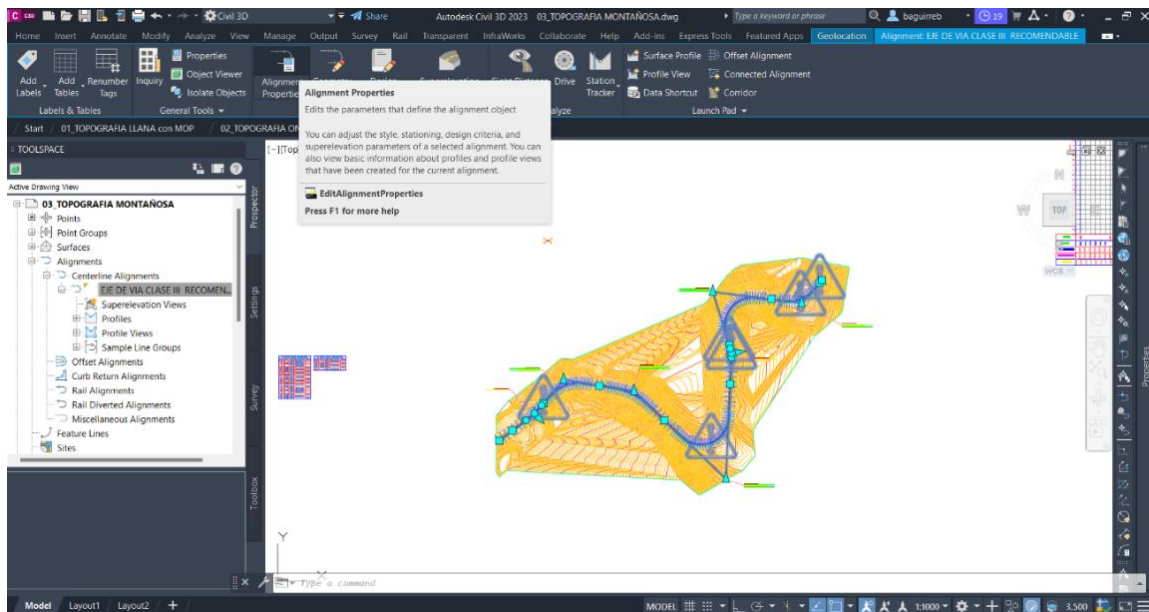 C C3D Civil 3D Share Autodesk Civil 3D 2023 03_TOPOGRAFIA MONTAÑOSA.dwg Type a keyword or phrase baguirreb 19
Home Insert Annotate Modify Analyze View Manage Output Survey Rail Transparent InfraWorks Collaborate Help Add-ins Express Tools Featured Apps Geolocation Alignment: EJE DE VIA CLASE III RECOMENDABLE
Add Labels
Add Tables
Renumber Tags
Inquiry
Properties
Object Viewer
Isolate Objects
Alignment Properties
Drive
Station Tracker
Surface Profile
Profile View
Data Shortcut
Offset Alignment
Connected Alignment
Corridor
Labels & Tables General Tools Launch Pad
Alignment Properties
Edits the parameters that define the alignment object
You can adjust the style, stationing, design criteria, and
superelevation parameters of a selected alignment. You can
also view basic information about profiles and profile views
that have been created for the current alignment.
EditAlignmentProperties
Press F1 for more help
Start 01_TOPOGRAFIA LLANA con MOP
TOOLSPACE
Active Drawing View
03_TOPOGRAFIA MONTAÑOSA
Points
Point Groups
Surfaces
Alignments
Centerline Alignments
EJE DE VIA CLASE III RECOMEN...
Superelevation Views
Profiles
Profile Views
Sample Line Groups
Offset Alignments
Curb Return Alignments
Rail Alignments
Rail Diverted Alignments
Miscellaneous Alignments
Feature Lines
Sites
Prospector
Settings
Survey
Toolbox
N
W
TOP
WCS
Properties
Y
X
Type a command
Model Layout1 Layout2 + MODEL 1:1000 3.500